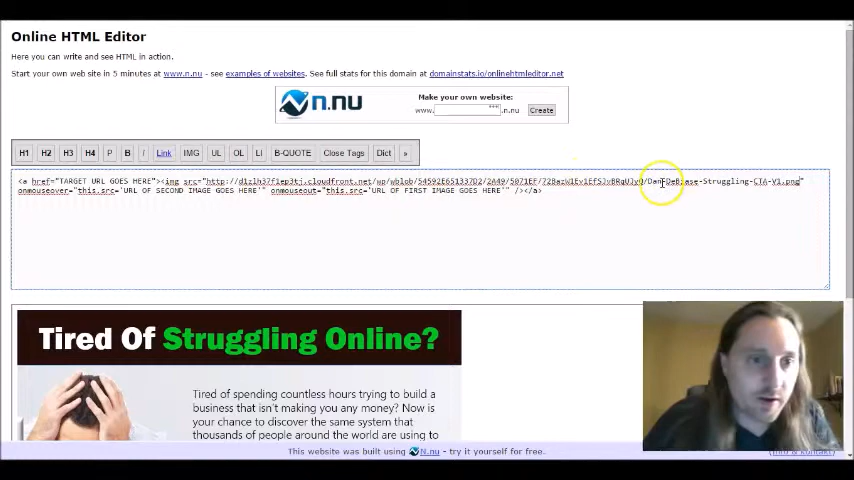 Online HTML Editor
Here you can write and see HTML in action.
Start your own web site in 5 minutes at www.n.nu - see examples of websites. See full stats for this domain at domainstats.io/onlinehtmleditor.net
n.nu
Make your own website:
www. *** .n.nu Create
H1 H2 H3 H4 P B I Link IMG UL OL LI B-QUOTE Close Tags Dict »
<a href="TARGET URL GOES HERE"><img
onmouseover="this.src='URL OF SECOND IMAGE GOES HERE'" onmouseout="this.src='URL OF FIRST IMAGE GOES HERE'" /></a>
Tired Of Struggling Online?
Tired of spending countless hours trying to build a
business that isn't making you any money? Now is
your chance to discover the same system that
thousands of people around the world are using to
This website was built using N.nu - try it yourself for free.
(info & kontakt)